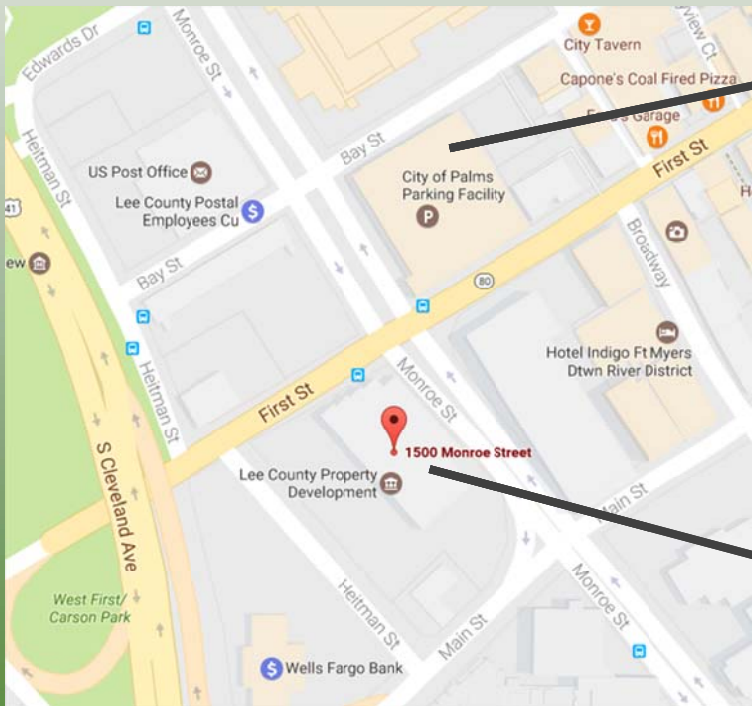 Edwards Dr
Monroe St
City Tavern
Capone's Coal Fired Pizza
Garage
First St
Bay St
US Post Office
Lee County Postal
Employees Cu
City of Palms
Parking Facility
P
Heitman St
41
ew
Bay St
80
Broadway
Hotel Indigo Ft Myers
Dtwn River District
Heitman St
First St
Monroe St
1500 Monroe Street
Lee County Property
Development
S Cleveland Ave
Main St
West First/
Carson Park
Heitman St
Main St
Monroe St
$ Wells Fargo Bank